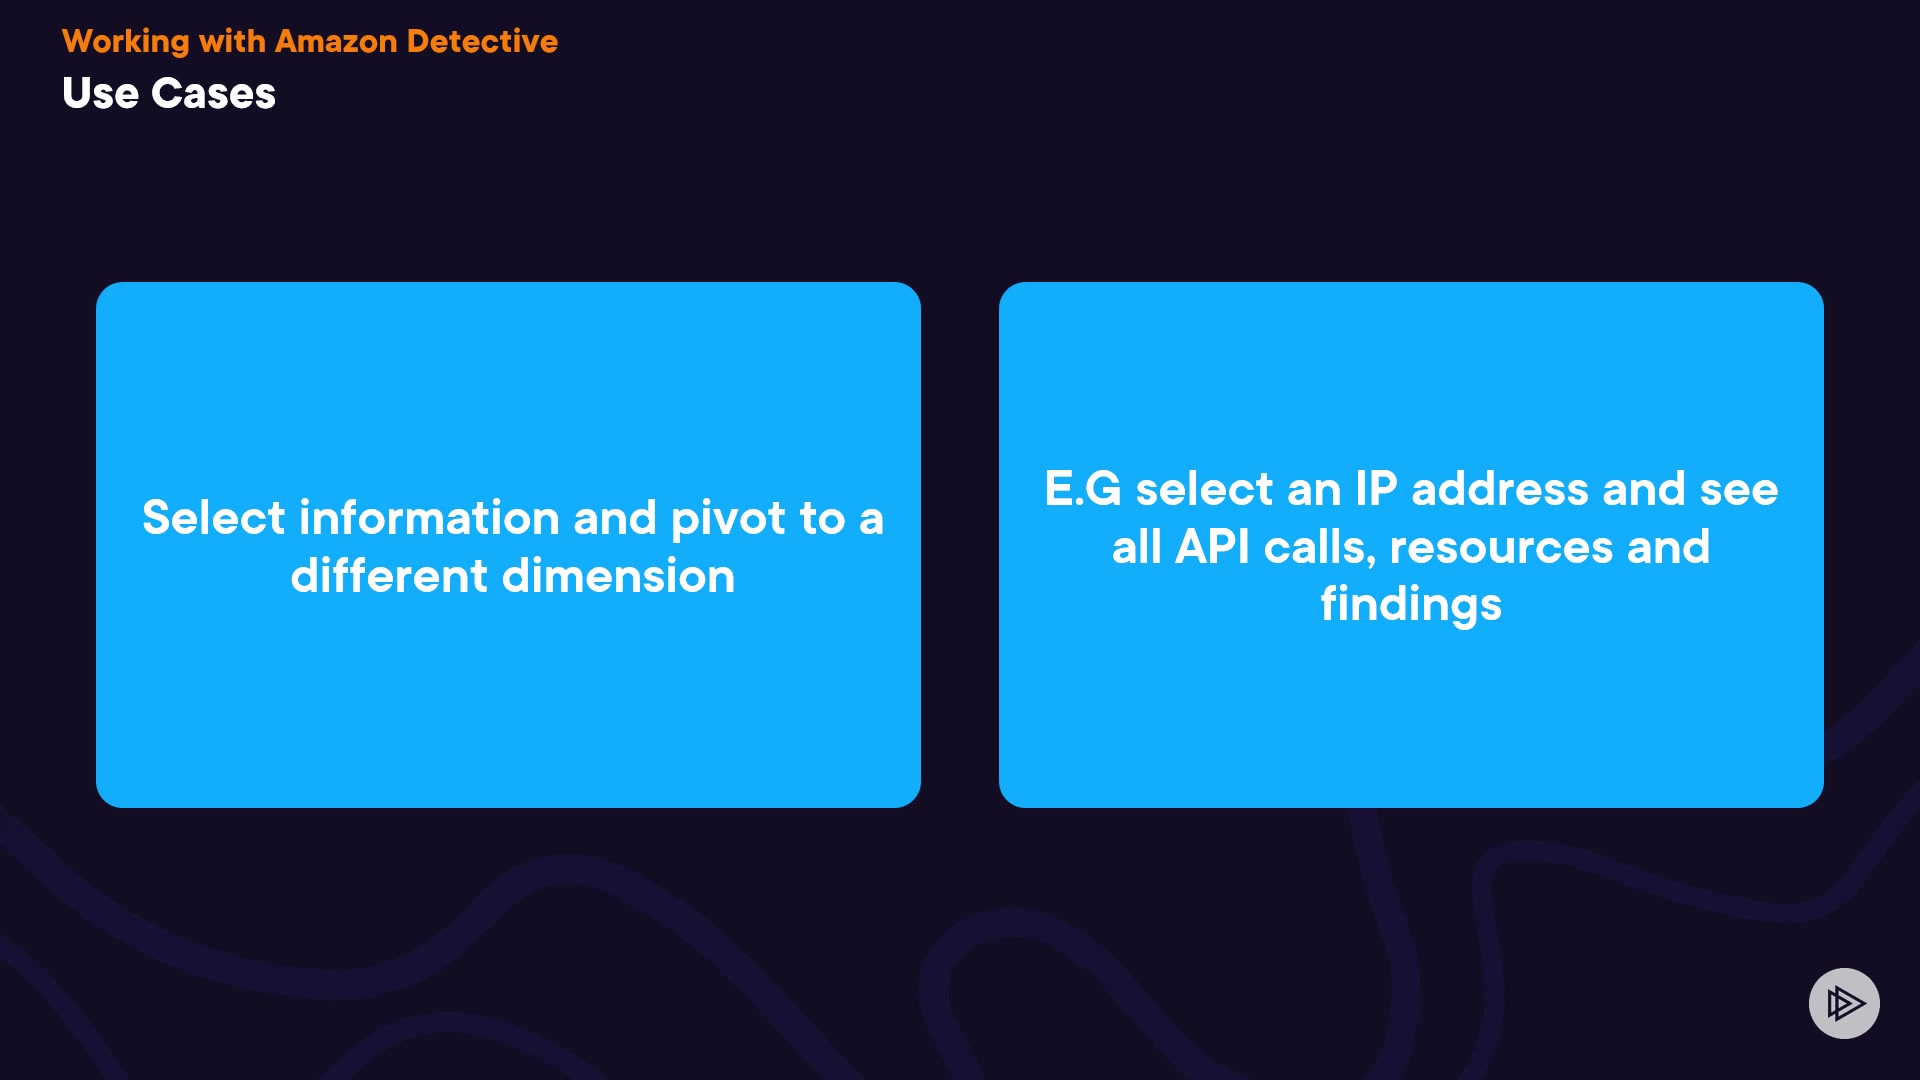 Working with Amazon Detective
Use Cases
Select information and pivot to a
different dimension
E.G select an IP address and see
all API calls, resources and
findings